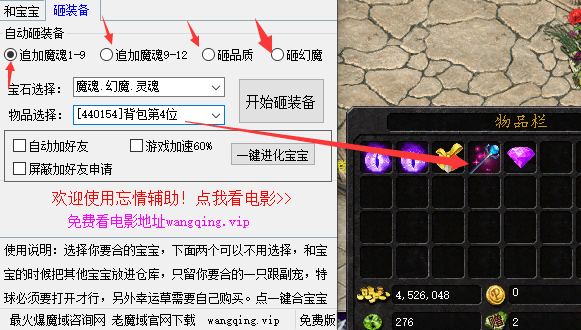 和宝宝 砸装备
自动砸装备
追加魔魂1-9 追加魔魂9-12 砸品质 砸幻魔
宝石选择: 魔魂.幻魔.灵魂
物品选择: [440154]背包第4位
开始砸装备
自动加好友 游戏加速60%
屏蔽加好友申请
一键进化宝宝
欢迎使用忘情辅助！点我看电影>>
免费看电影地址wangqing.vip
使用说明: 选择你要合的宝宝，下面两个可以不用选择，和宝
宝的时候把其他宝宝放进仓库，只留你要合的一只跟副宠，特
球必须要打开才行，另外幸运草需要自己购买。点一键合宝宝
最火爆魔域咨询网 老魔域官网下载 wangqing.vip 免费版
物品栏
4,526,048 0
276 2